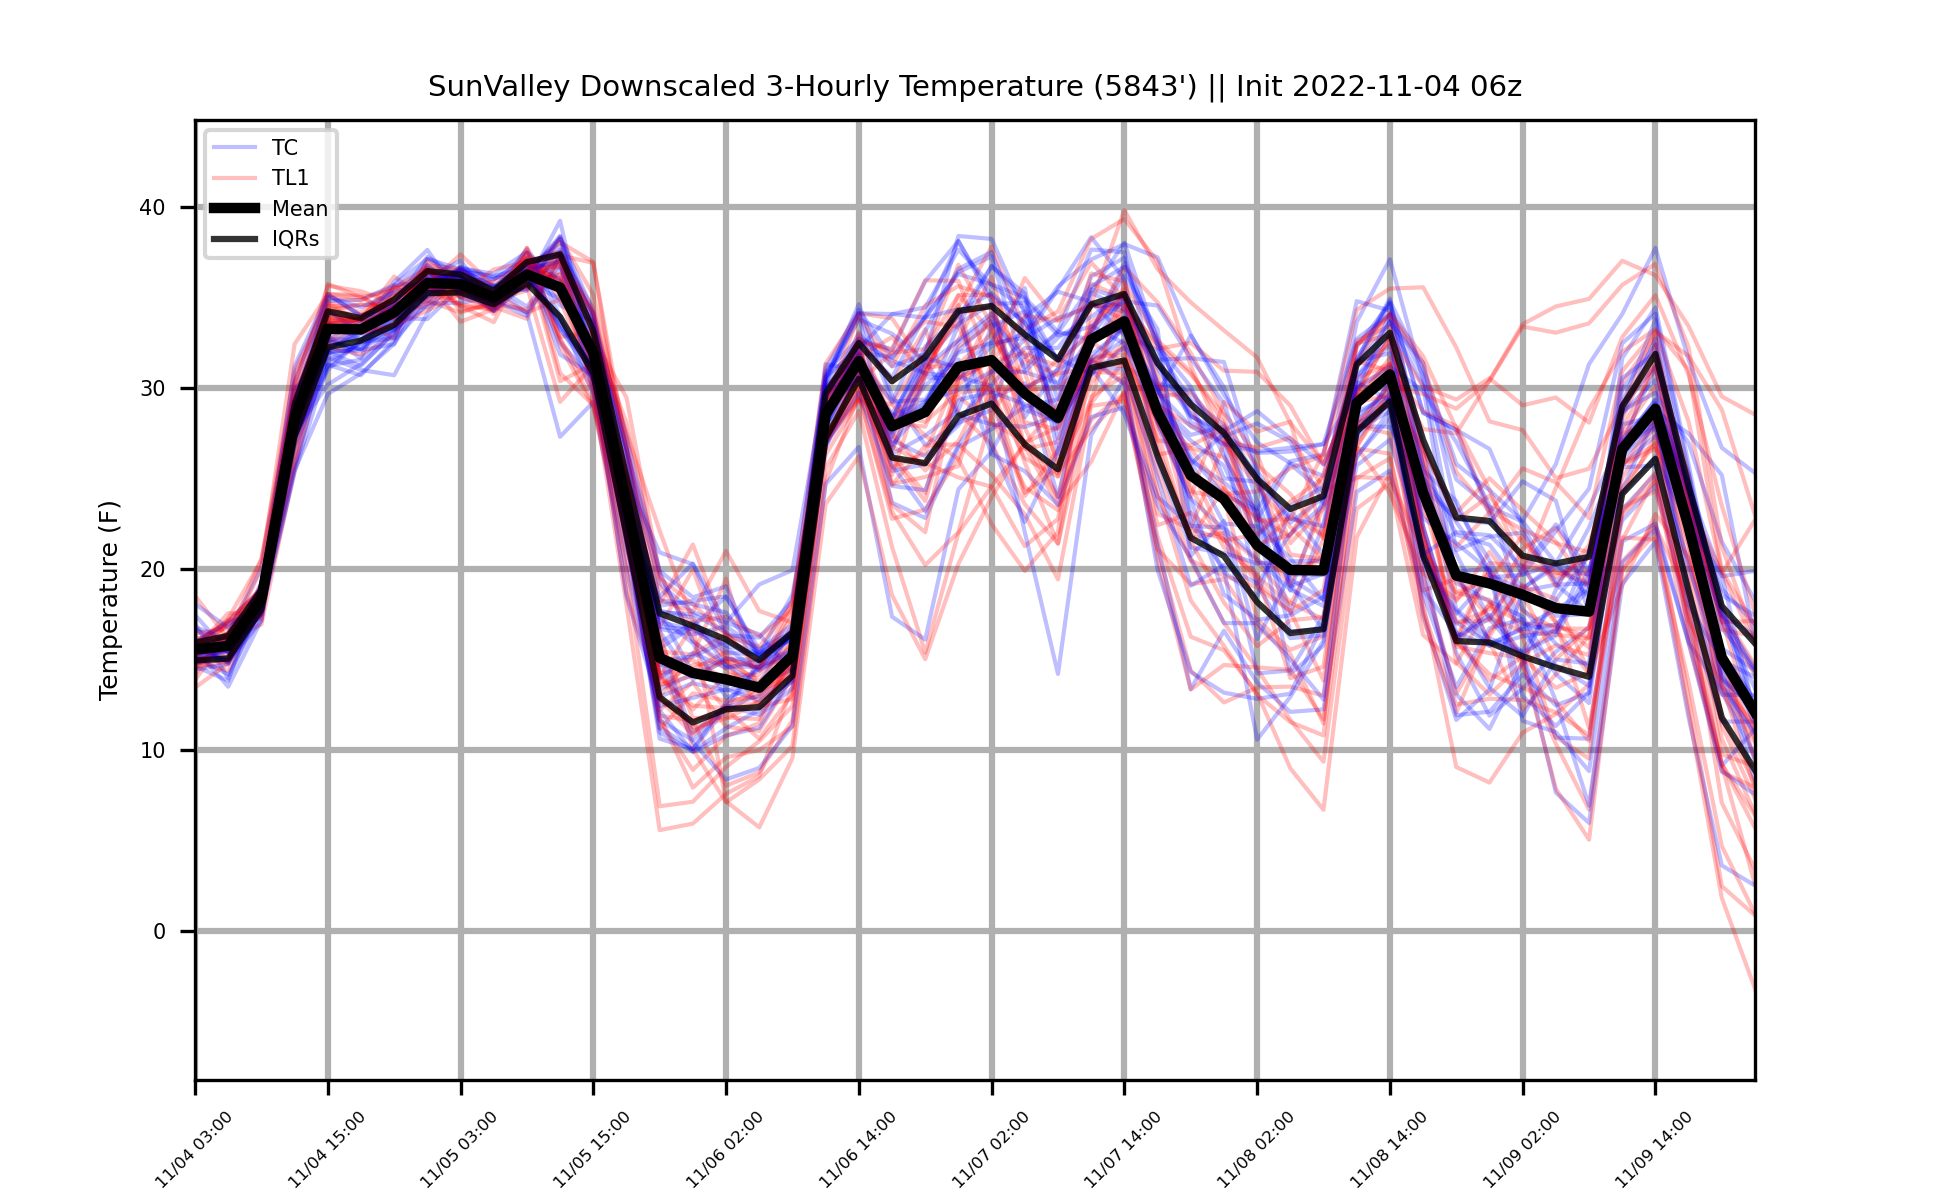 SunValley Downscaled 3-Hourly Temperature (5843') || Init 2022-11-04 06z
TC
TL1
Mean
IQRs
Temperature (F)
40
30
20
10
0
11/04 03:00
11/04 15:00
11/05 03:00
11/05 15:00
11/06 02:00
11/06 14:00
11/07 02:00
11/07 14:00
11/08 02:00
11/08 14:00
11/09 02:00
11/09 14:00